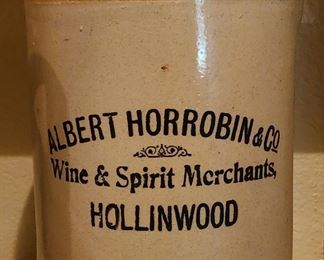 ALBERT HORROBIN & CO
Wine & Spirit Merchants,
HOLLINWOOD